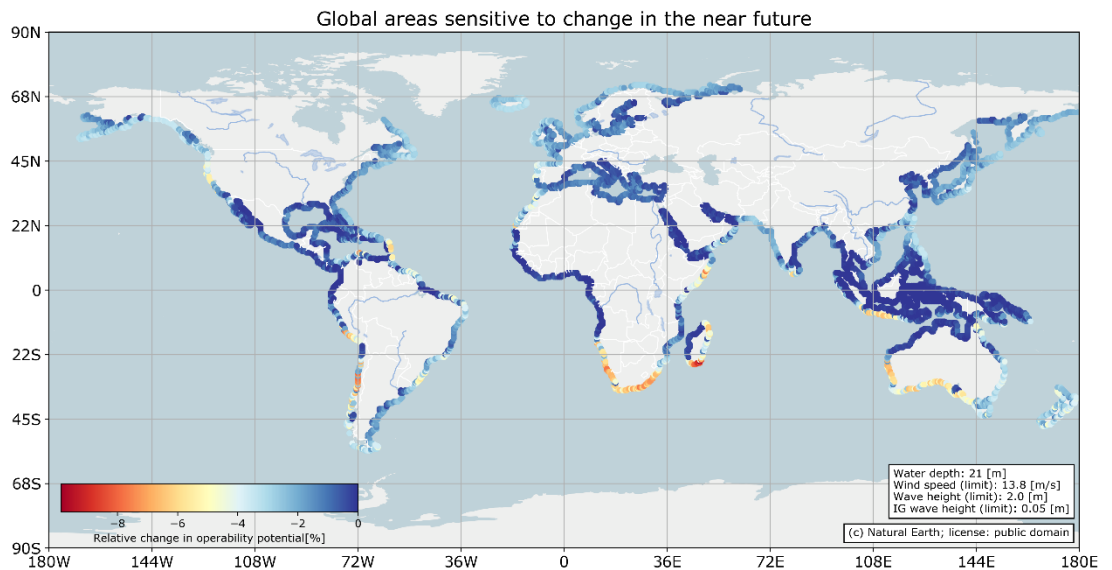 Global areas sensitive to change in the near future
90N
68N
45N
22N
0
22S
45S
68S
90S
Water depth: 21 [m]
Wind speed (limit): 13.8 [m/s]
Wave height (limit): 2.0 [m]
IG wave height (limit): 0.05 [m]
−8 −6 −4 −2 0
Relative change in operability potential[%]
(c) Natural Earth; license: public domain
180W 144W 108W 72W 36W 0 36E 72E 108E 144E 180E